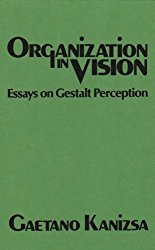 ORGANIZATION
IN
VISION
Essays on Gestalt Perception
GAETANO KANIZSA